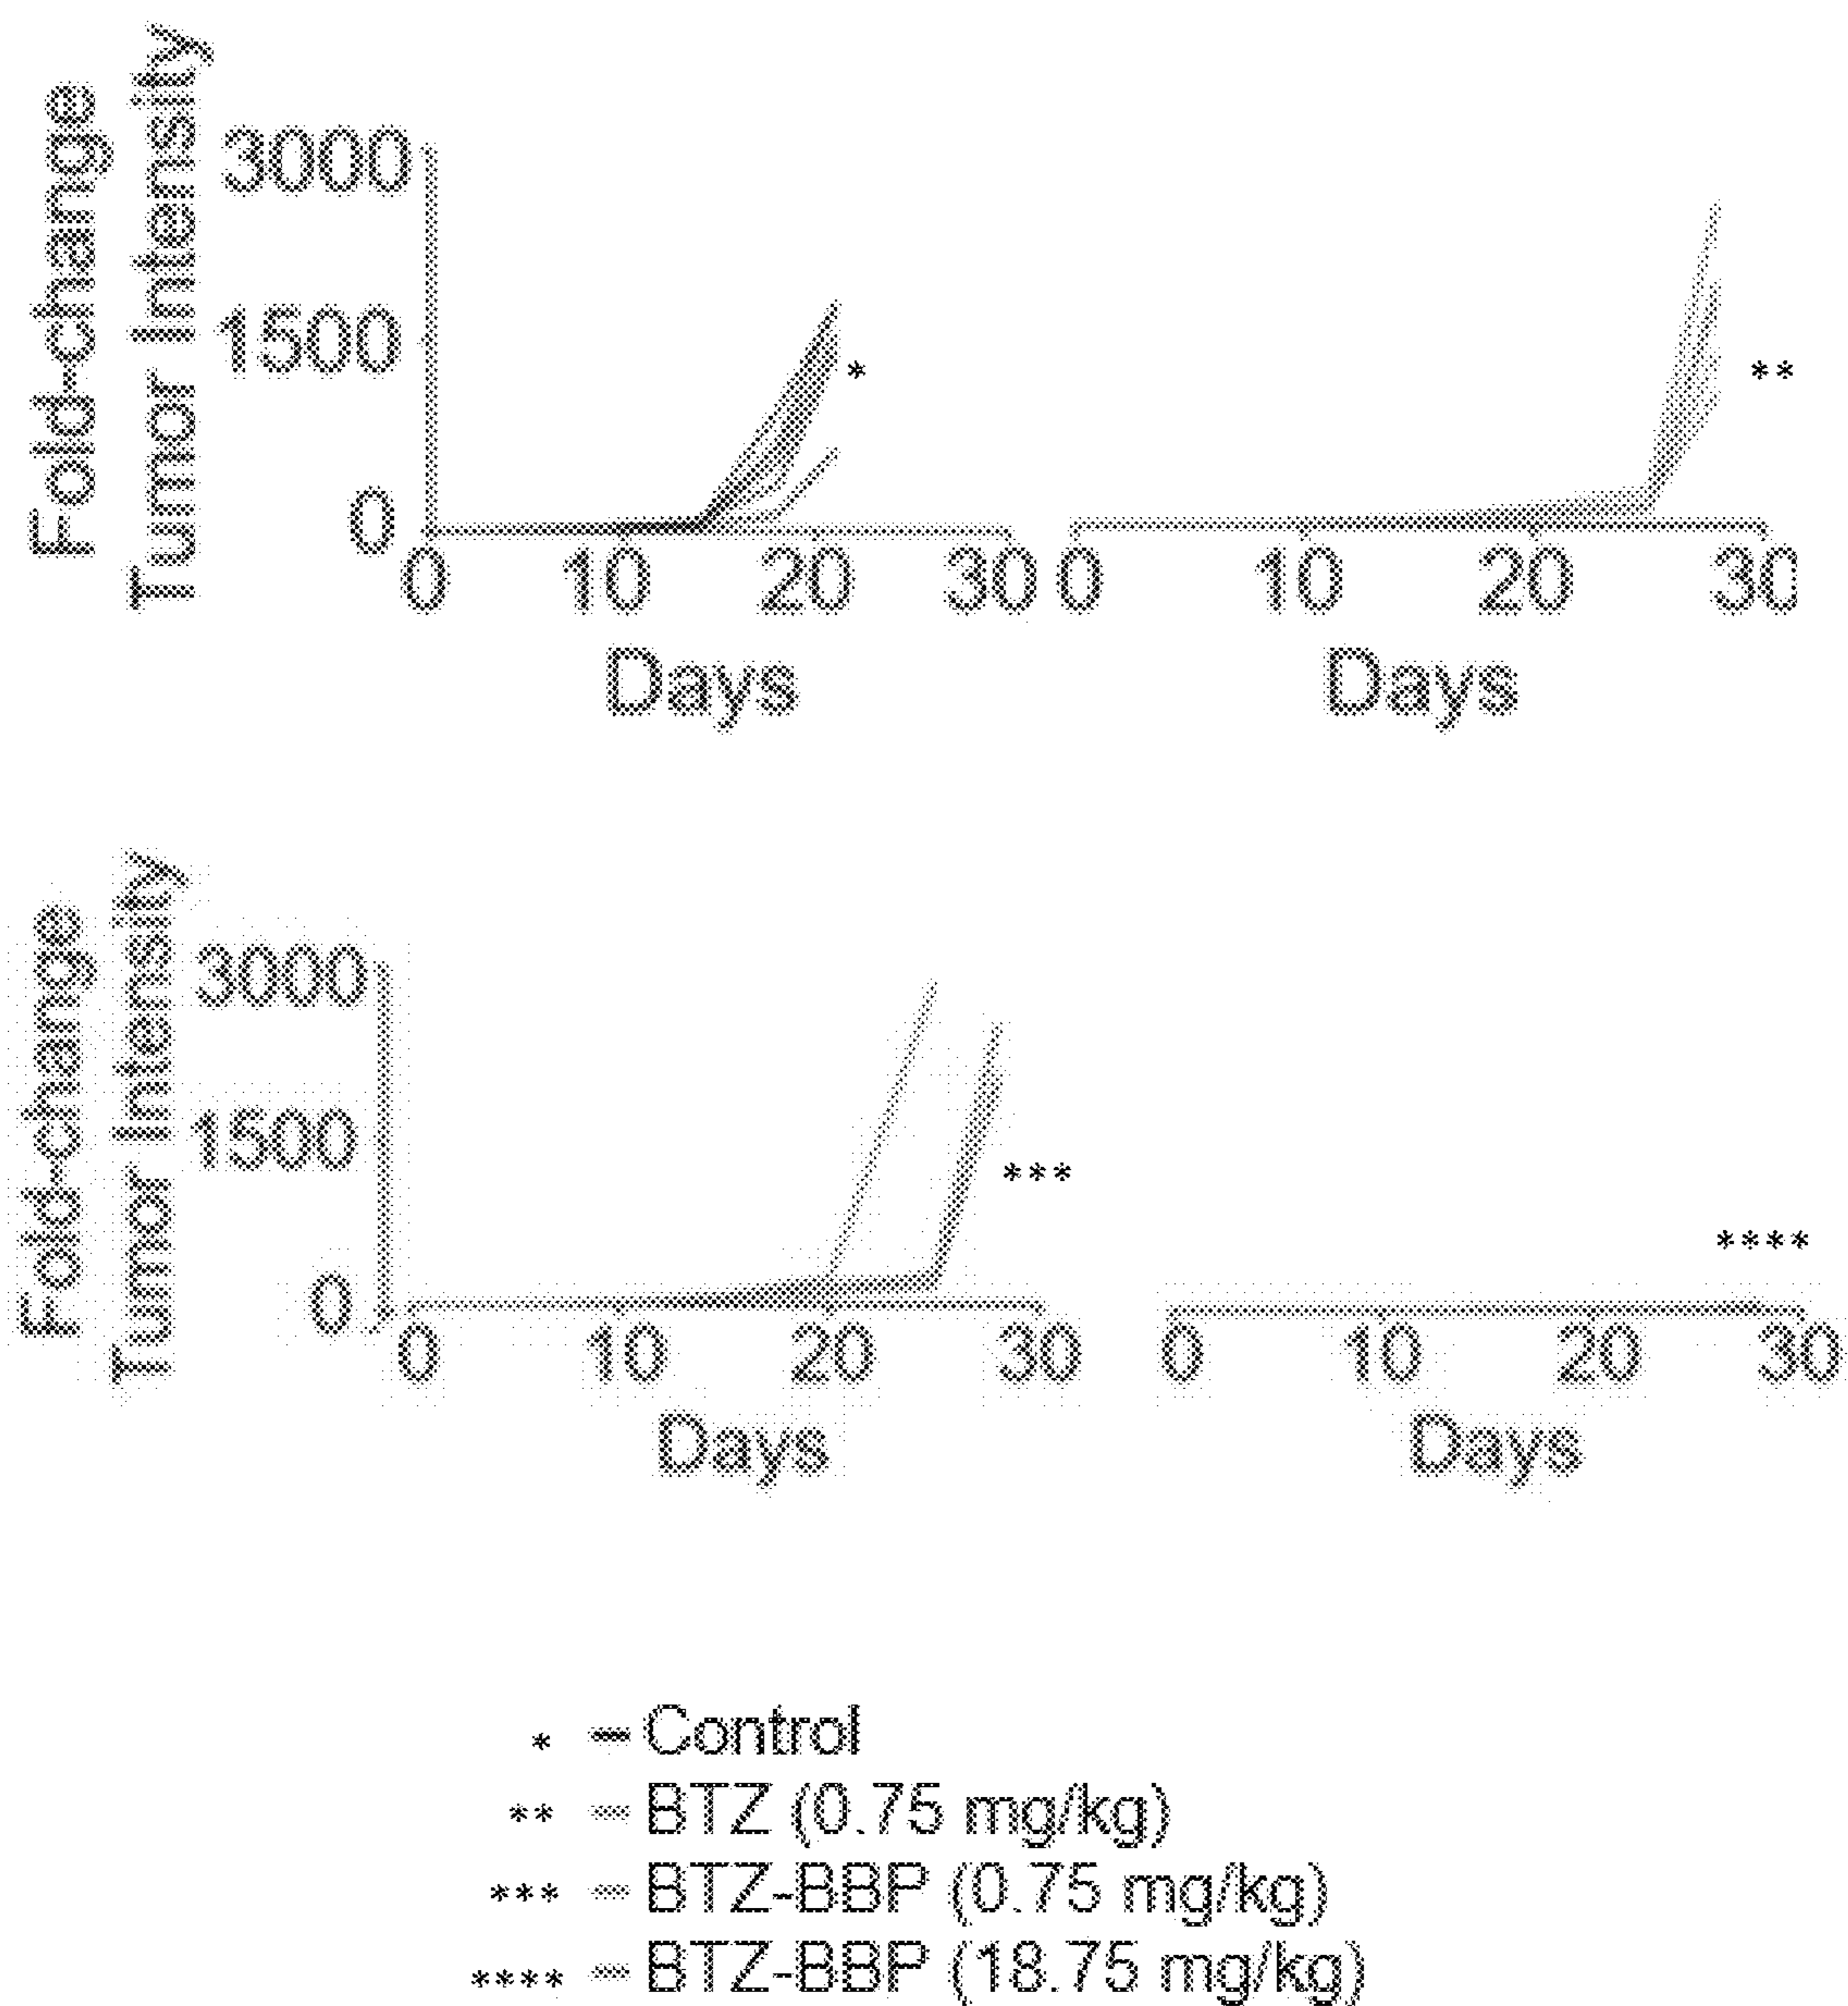 Fold-change
Tumor Intensity
3000
1500
0
*
0 10 20 30
Days
**
0 10 20 30
Days
Fold-change
Tumor Intensity
3000
1500
0
***
0 10 20 30
Days
****
0 10 20 30
Days
* – Control
** – BTZ (0.75 mg/kg)
*** – BTZ-BBP (0.75 mg/kg)
**** – BTZ-BBP (18.75 mg/kg)